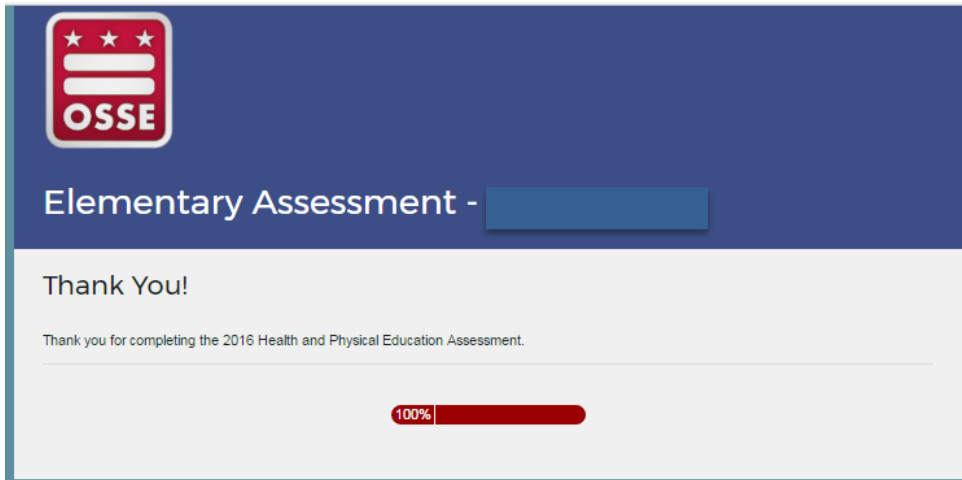 OSSE
Elementary Assessment -
Thank You!
Thank you for completing the 2016 Health and Physical Education Assessment.
100%